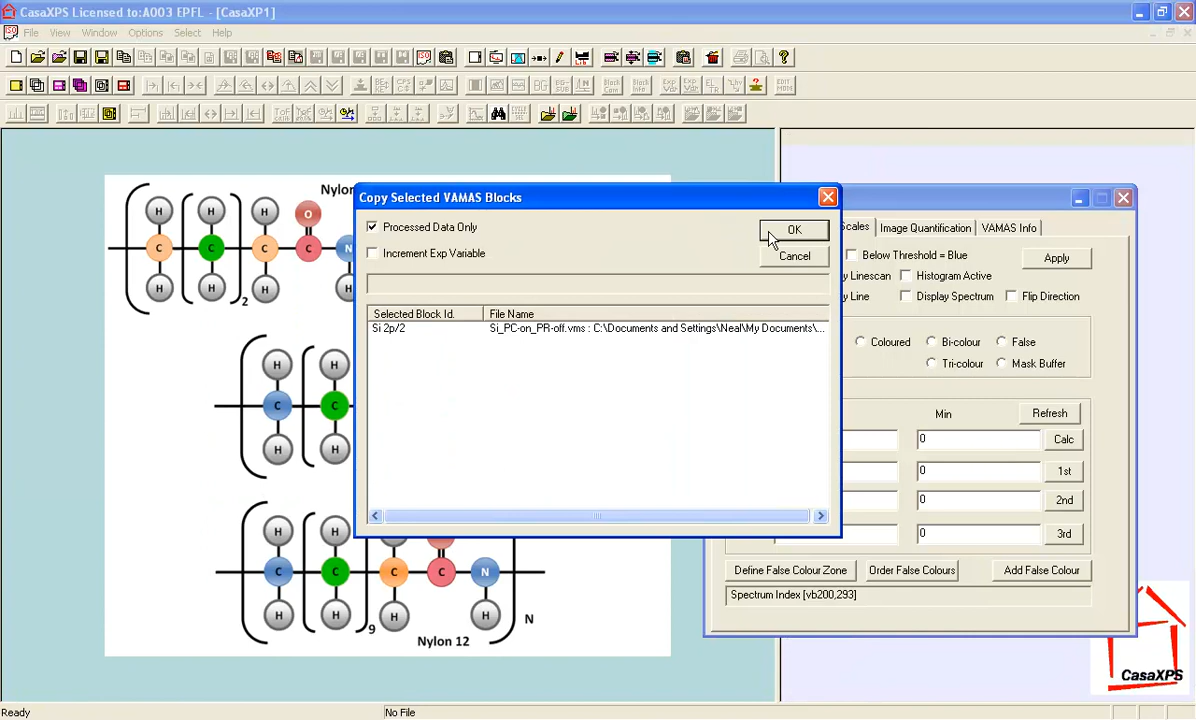 CasaXPS Licensed to:A003 EPFL - [CasaXP1]
File View Window Options Select Help
Nylon
H H H O
C C C C N
H H H H
2
H H
C C
H H
H H H O
C C C C N
H H H H
9
N
Nylon 12
Copy Selected VAMAS Blocks
Processed Data Only
OK
Increment Exp Variable
Cancel
Selected Block Id. File Name
Si 2p/2 Si_PC-on_PR-off.vms : C:\Documents and Settings\Neal\My Documents\...
Scales Image Quantification VAMAS Info
Below Threshold = Blue Apply
y Linescan Histogram Active
y Line Display Spectrum Flip Direction
Coloured Bi-colour False
Tri-colour Mask Buffer
Min Refresh
0 Calc
0 1st
0 2nd
0 3rd
Define False Colour Zone Order False Colours Add False Colour
Spectrum Index [vb200,293]
CasaXPS
Ready No File